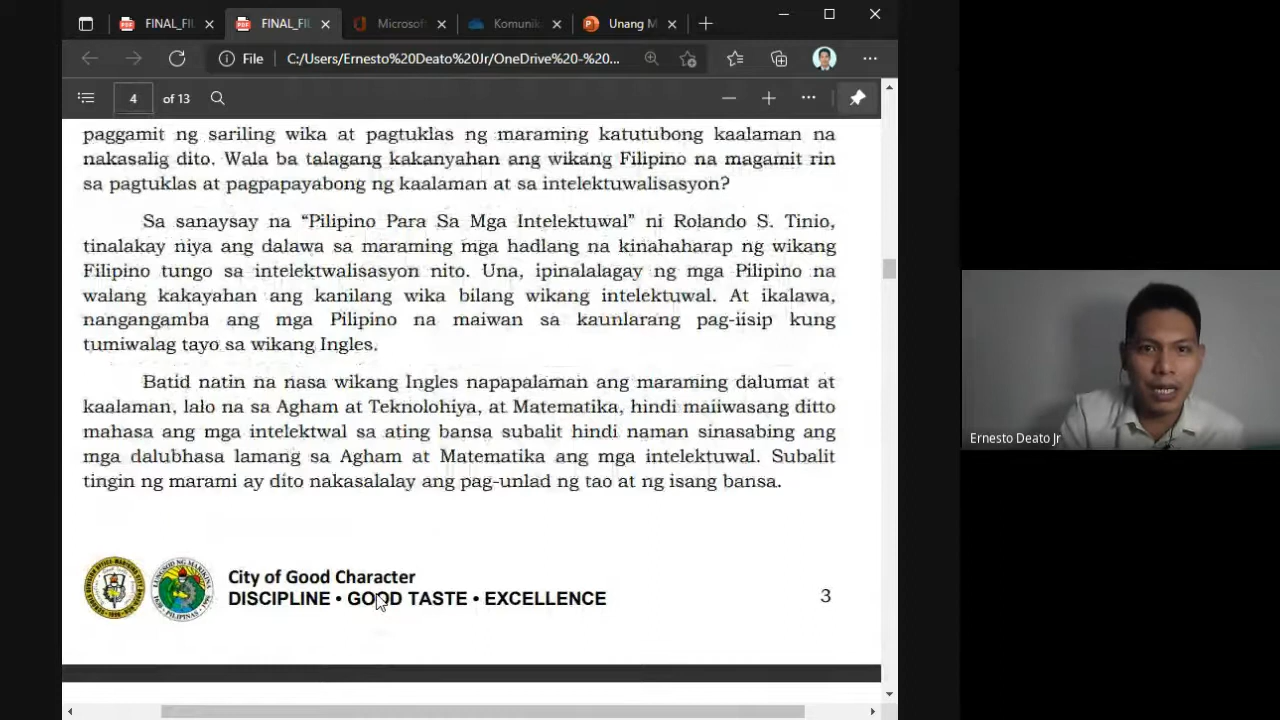 FINAL_FII
FINAL_FII
Microsof
Komunik
Unang M
File
C:/Users/Ernesto%20Deato%20Jr/OneDrive%20-%20...
4 of 13
paggamit ng sariling wika at pagtuklas ng maraming katutubong kaalaman na
nakasalig dito. Wala ba talagang kakanyahan ang wikang Filipino na magamit rin
sa pagtuklas at pagpapayabong ng kaalaman at sa intelektuwalisasyon?
Sa sanaysay na “Pilipino Para Sa Mga Intelektuwal” ni Rolando S. Tinio,
tinalakay niya ang dalawa sa maraming mga hadlang na kinahaharap ng wikang
Filipino tungo sa intelektwalisasyon nito. Una, ipinalalagay ng mga Pilipino na
walang kakayahan ang kanilang wika bilang wikang intelektuwal. At ikalawa,
nangangamba ang mga Pilipino na maiwan sa kaunlarang pag-iisip kung
tumiwalag tayo sa wikang Ingles.
Batid natin na nasa wikang Ingles napapalaman ang maraming dalumat at
kaalaman, lalo na sa Agham at Teknolohiya, at Matematika, hindi maiiwasang ditto
mahasa ang mga intelektwal sa ating bansa subalit hindi naman sinasabing ang
mga dalubhasa lamang sa Agham at Matematika ang mga intelektuwal. Subalit
tingin ng marami ay dito nakasalalay ang pag-unlad ng tao at ng isang bansa.
City of Good Character
DISCIPLINE • GOOD TASTE • EXCELLENCE
3
Ernesto Deato Jr